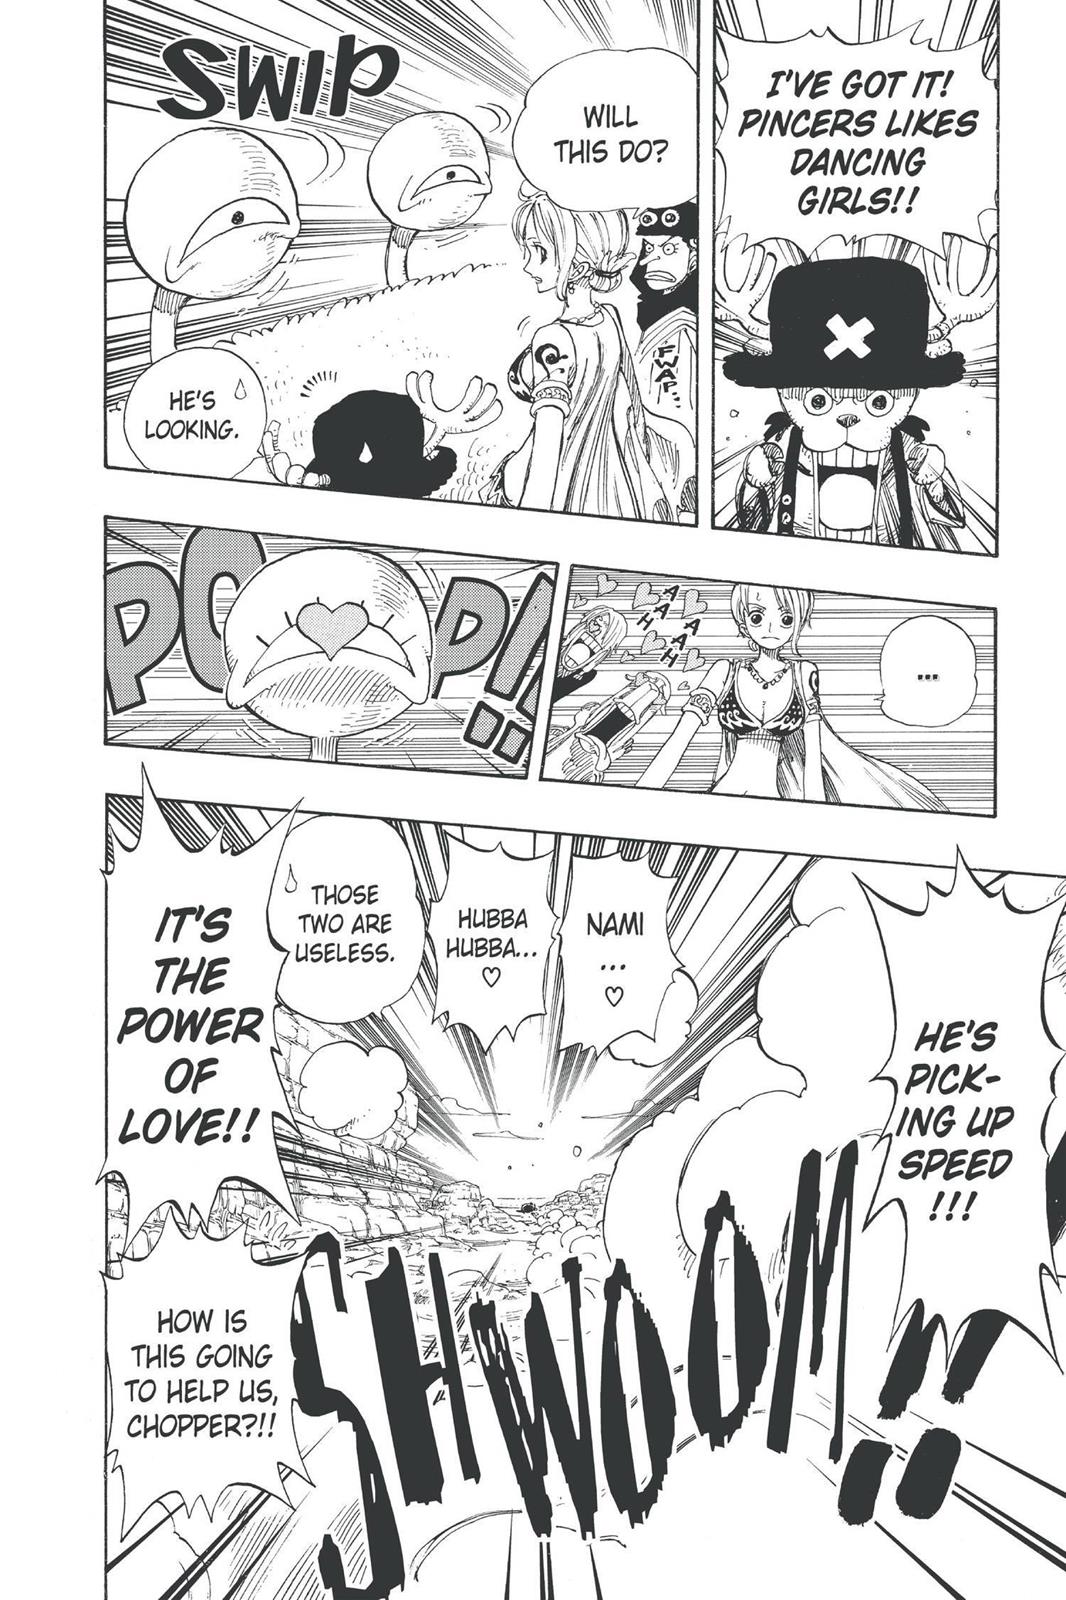 I'VE GOT IT!
PINCERS LIKES
DANCING
GIRLS!!
WILL
THIS DO?
FWAP...
SWIP
HE'S
LOOKING.
...
AAAAH
POP!!
HE'S
PICK-
ING UP
SPEED
!!!
NAMI
...
♡
HUBBA
HUBBA...
♡
THOSE
TWO ARE
USELESS.
IT'S
THE
POWER
OF
LOVE!!
HOW IS
THIS GOING
TO HELP US,
CHOPPER?!!
SHWOOM!!